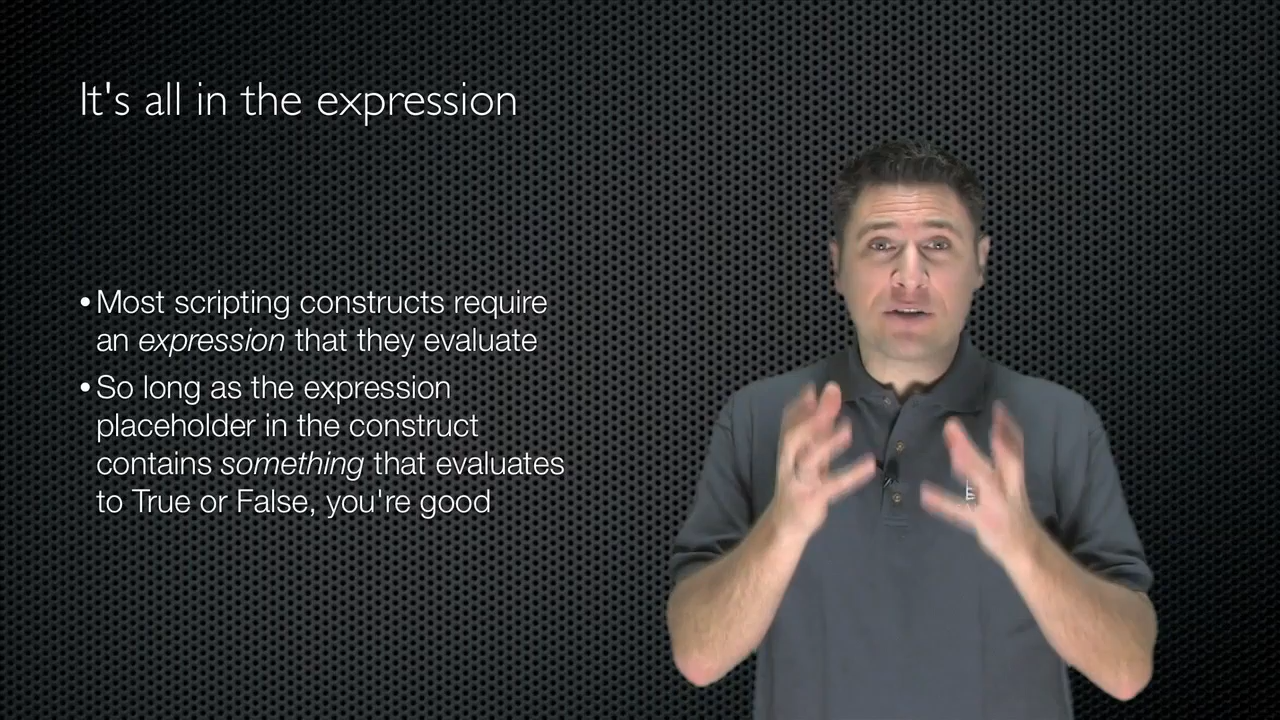 It's all in the expression
• Most scripting constructs require
an expression that they evaluate
• So long as the expression
placeholder in the construct
contains something that evaluates
to True or False, you're good